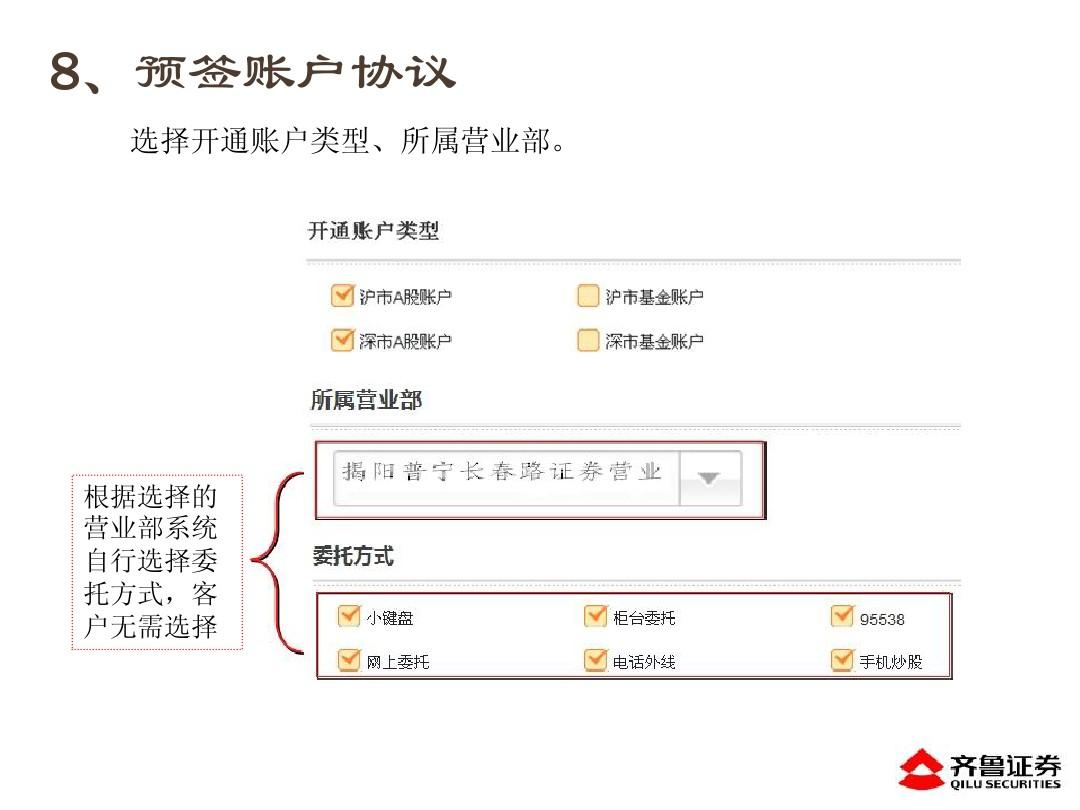 8、预签账户协议
选择开通账户类型、所属营业部。
开通账户类型
沪市A股账户
沪市基金账户
深市A股账户
深市基金账户
所属营业部
揭阳普宁长春路证券营业
根据选择的
营业部系统
自行选择委
托方式，客
户无需选择
委托方式
小键盘
柜台委托
95538
网上委托
电话外线
手机炒股
齐鲁证券
QILU SECURITIES